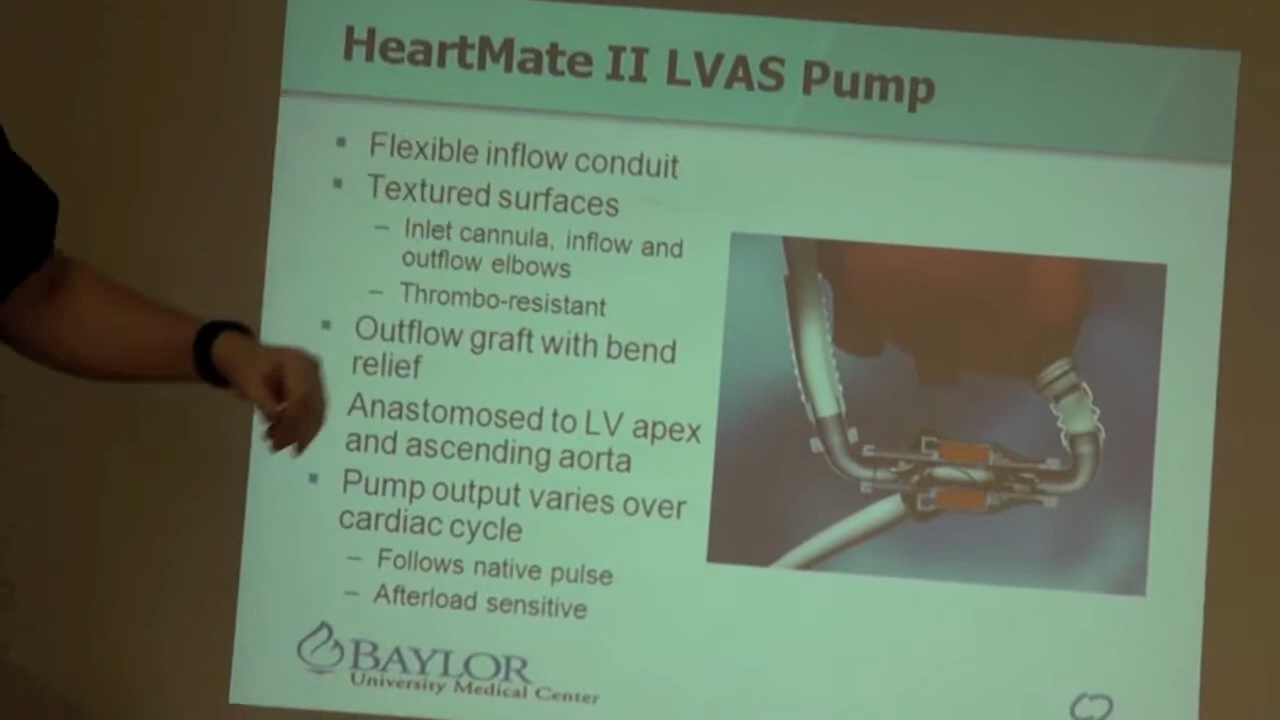 HeartMate II LVAS Pump
Flexible inflow conduit
Textured surfaces
– Inlet cannula, inflow and
outflow elbows
– Thrombo-resistant
Outflow graft with bend
relief
Anastomosed to LV apex
and ascending aorta
Pump output varies over
cardiac cycle
– Follows native pulse
– Afterload sensitive
BAYLOR
University Medical Center